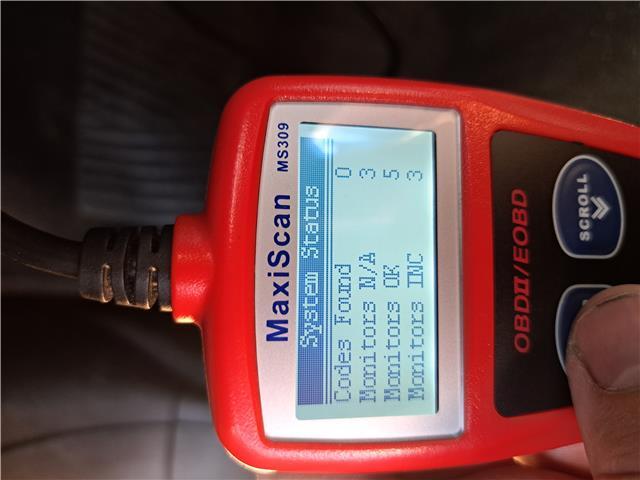 MaxiScan MS309
System Status
Codes Found 0
Monitors N/A 3
Monitors OK 5
Monitors INC 3
OBDII/EOBD
SCROLL